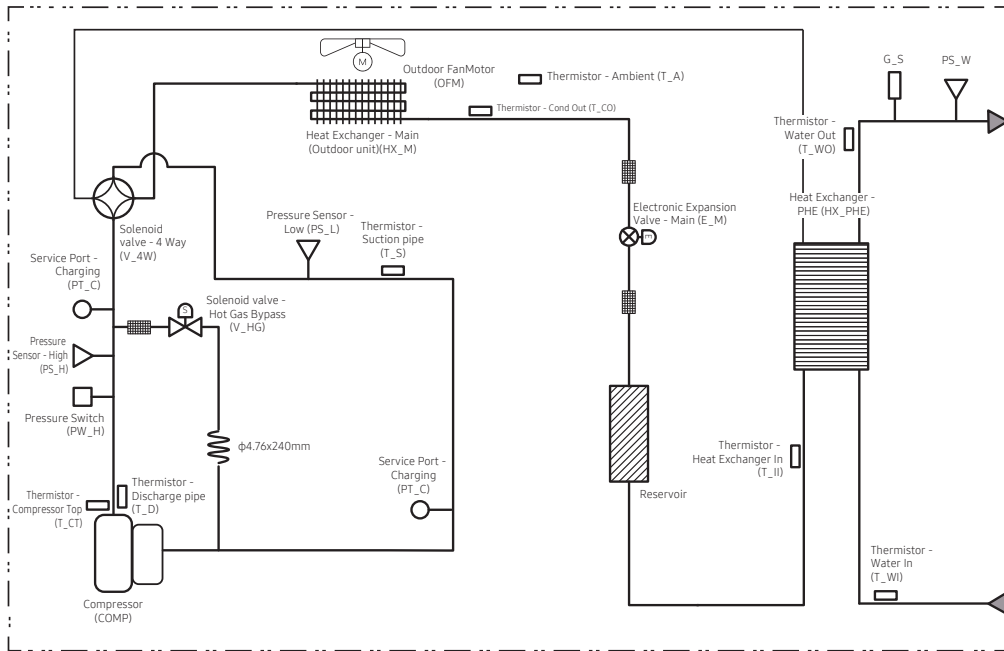 G_S
PS_W
M
Outdoor FanMotor
(OFM)
Thermistor - Ambient (T_A)
Thermistor - Cond Out (T_CO)
Heat Exchanger - Main
(Outdoor unit)(HX_M)
Thermistor -
Water Out
(T_WO)
Heat Exchanger -
PHE (HX_PHE)
Solenoid
valve - 4 Way
(V_4W)
Pressure Sensor -
Low (PS_L)
Thermistor -
Suction pipe
(T_S)
Electronic Expansion
Valve - Main (E_M)
E
Service Port -
Charging
(PT_C)
S
Solenoid valve -
Hot Gas Bypass
(V_HG)
Pressure
Sensor - High
(PS_H)
Pressure Switch
(PW_H)
φ4.76x240mm
Service Port -
Charging
(PT_C)
Thermistor -
Heat Exchanger In
(T_II)
Reservoir
Thermistor -
Compressor Top
(T_CT)
Thermistor -
Discharge pipe
(T_D)
Thermistor -
Water In
(T_WI)
Compressor
(COMP)